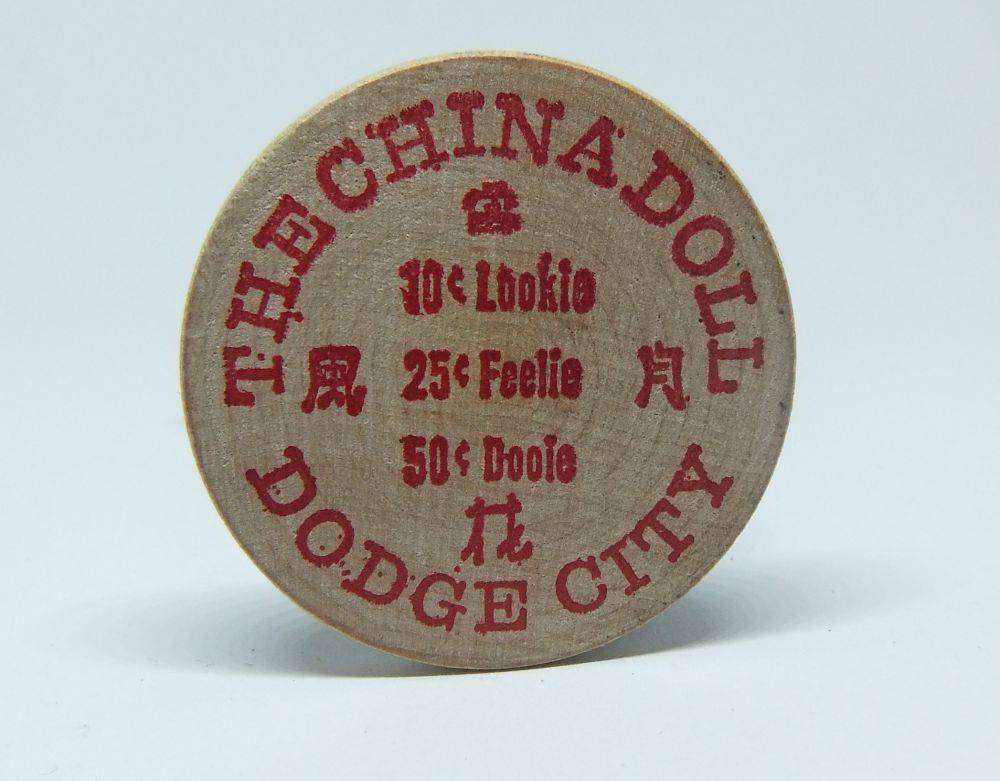 THE CHINA DOLL
10¢ Lookie
風
25¢ Feelie
月
50¢ Dooie
花
DODGE CITY